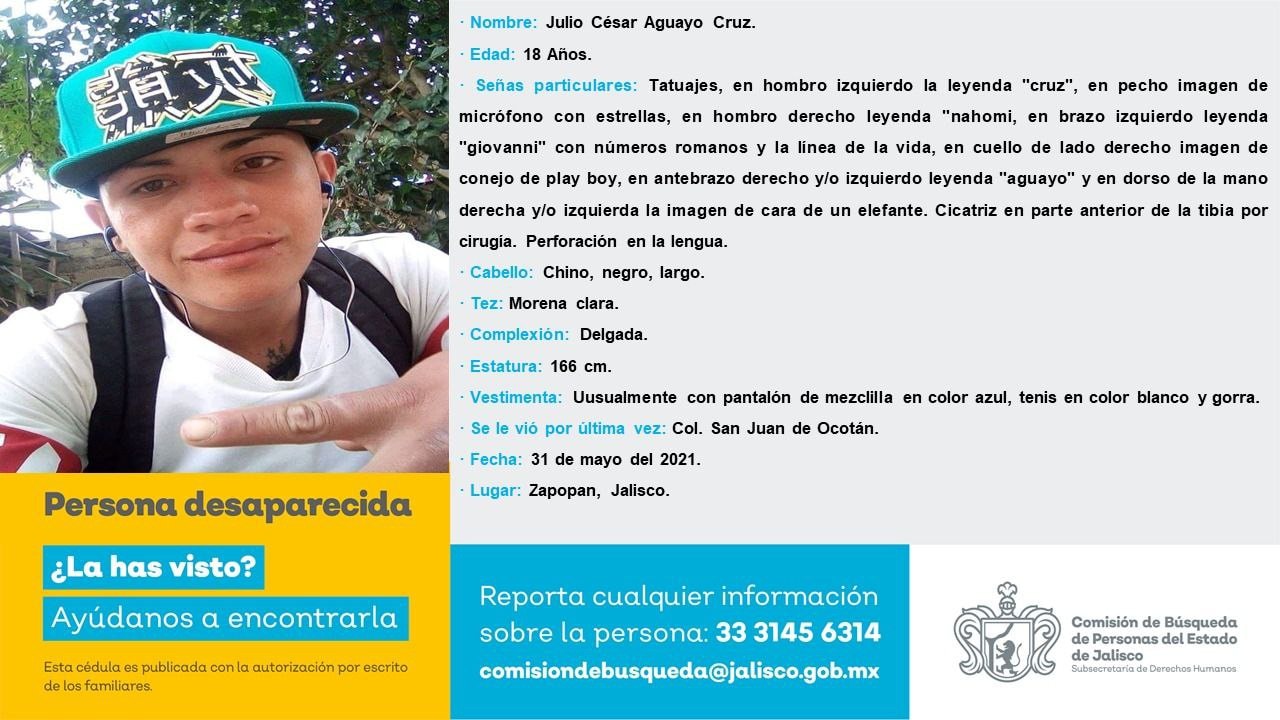 · Nombre: Julio César Aguayo Cruz.
· Edad: 18 Años.
· Señas particulares: Tatuajes, en hombro izquierdo la leyenda "cruz", en pecho imagen de
micrófono con estrellas, en hombro derecho leyenda "nahomi, en brazo izquierdo leyenda
"giovanni" con números romanos y la línea de la vida, en cuello de lado derecho imagen de
conejo de play boy, en antebrazo derecho y/o izquierdo leyenda "aguayo" y en dorso de la mano
derecha y/o izquierda la imagen de cara de un elefante. Cicatriz en parte anterior de la tibia por
cirugía. Perforación en la lengua.
· Cabello: Chino, negro, largo.
· Tez: Morena clara.
· Complexión: Delgada.
· Estatura: 166 cm.
· Vestimenta: Uusualmente con pantalón de mezclilla en color azul, tenis en color blanco y gorra.
· Se le vió por última vez: Col. San Juan de Ocotán.
· Fecha: 31 de mayo del 2021.
· Lugar: Zapopan, Jalisco.
Persona desaparecida
¿La has visto?
Ayúdanos a encontrarla
Esta cédula es publicada con la autorización por escrito
de los familiares.
Reporta cualquier información
sobre la persona: 33 3145 6314
comisiondebusqueda@jalisco.gob.mx
Comisión de Búsqueda
de Personas del Estado
de Jalisco
Subsecretaría de Derechos Humanos